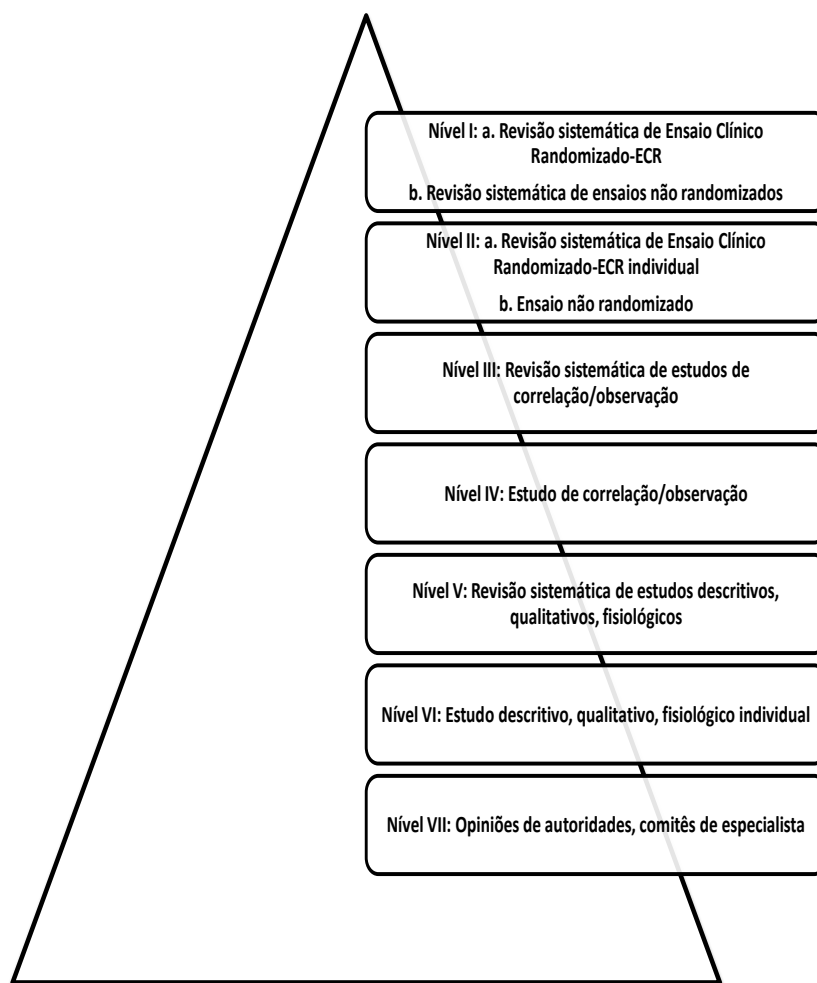 Nível I: a. Revisão sistemática de Ensaio Clínico
Randomizado-ECR
b. Revisão sistemática de ensaios não randomizados
Nível II: a. Revisão sistemática de Ensaio Clínico
Randomizado-ECR individual
b. Ensaio não randomizado
Nível III: Revisão sistemática de estudos de
correlação/observação
Nível IV: Estudo de correlação/observação
Nível V: Revisão sistemática de estudos descritivos,
qualitativos, fisiológicos
Nível VI: Estudo descritivo, qualitativo, fisiológico individual
Nível VII: Opiniões de autoridades, comitês de especialista